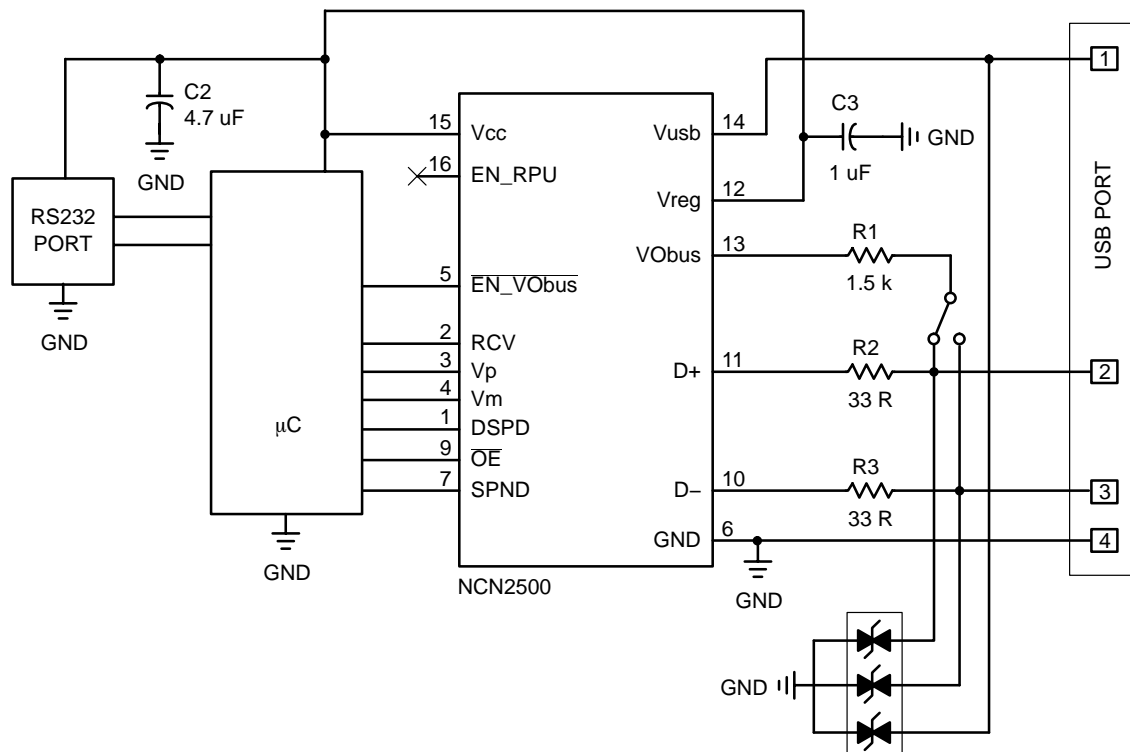 C2
4.7 uF
GND
RS232
PORT
GND
μC
GND
15
Vcc
16
EN_RPU
5
EN_VObus
2
RCV
3
Vp
4
Vm
1
DSPD
9
OE
7
SPND
NCN2500
Vusb
14
Vreg
12
VObus
13
D+
11
D–
10
GND
6
GND
C3
1 uF
GND
R1
1.5 k
R2
33 R
R3
33 R
GND
USB PORT
1
2
3
4